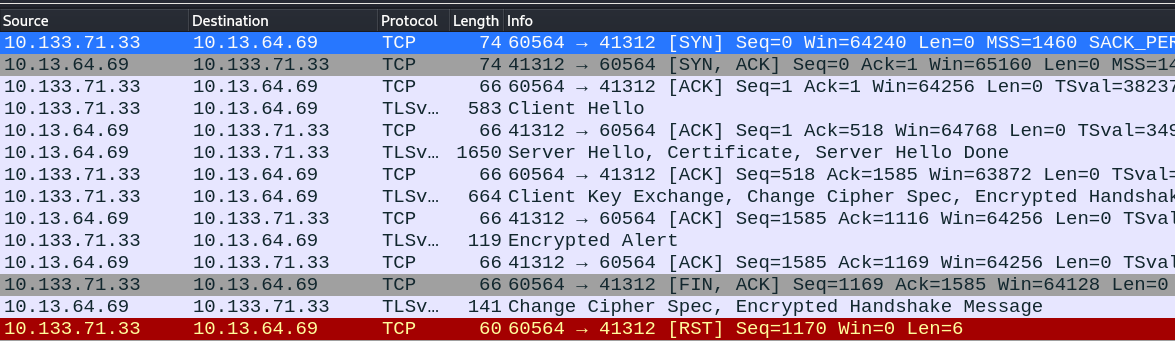 Source Destination Protocol Length Info
10.133.71.33 10.13.64.69 TCP 74 60564 → 41312 [SYN] Seq=0 Win=64240 Len=0 MSS=1460 SACK_PER
10.13.64.69 10.133.71.33 TCP 74 41312 → 60564 [SYN, ACK] Seq=0 Ack=1 Win=65160 Len=0 MSS=14
10.133.71.33 10.13.64.69 TCP 66 60564 → 41312 [ACK] Seq=1 Ack=1 Win=64256 Len=0 TSval=38237
10.133.71.33 10.13.64.69 TLSv… 583 Client Hello
10.13.64.69 10.133.71.33 TCP 66 41312 → 60564 [ACK] Seq=1 Ack=518 Win=64768 Len=0 TSval=349
10.13.64.69 10.133.71.33 TLSv… 1650 Server Hello, Certificate, Server Hello Done
10.133.71.33 10.13.64.69 TCP 66 60564 → 41312 [ACK] Seq=518 Ack=1585 Win=63872 Len=0 TSval=
10.133.71.33 10.13.64.69 TLSv… 664 Client Key Exchange, Change Cipher Spec, Encrypted Handshak
10.13.64.69 10.133.71.33 TCP 66 41312 → 60564 [ACK] Seq=1585 Ack=1116 Win=64256 Len=0 TSval
10.133.71.33 10.13.64.69 TLSv… 119 Encrypted Alert
10.13.64.69 10.133.71.33 TCP 66 41312 → 60564 [ACK] Seq=1585 Ack=1169 Win=64256 Len=0 TSval
10.133.71.33 10.13.64.69 TCP 66 60564 → 41312 [FIN, ACK] Seq=1169 Ack=1585 Win=64128 Len=0
10.13.64.69 10.133.71.33 TLSv… 141 Change Cipher Spec, Encrypted Handshake Message
10.133.71.33 10.13.64.69 TCP 60 60564 → 41312 [RST] Seq=1170 Win=0 Len=6